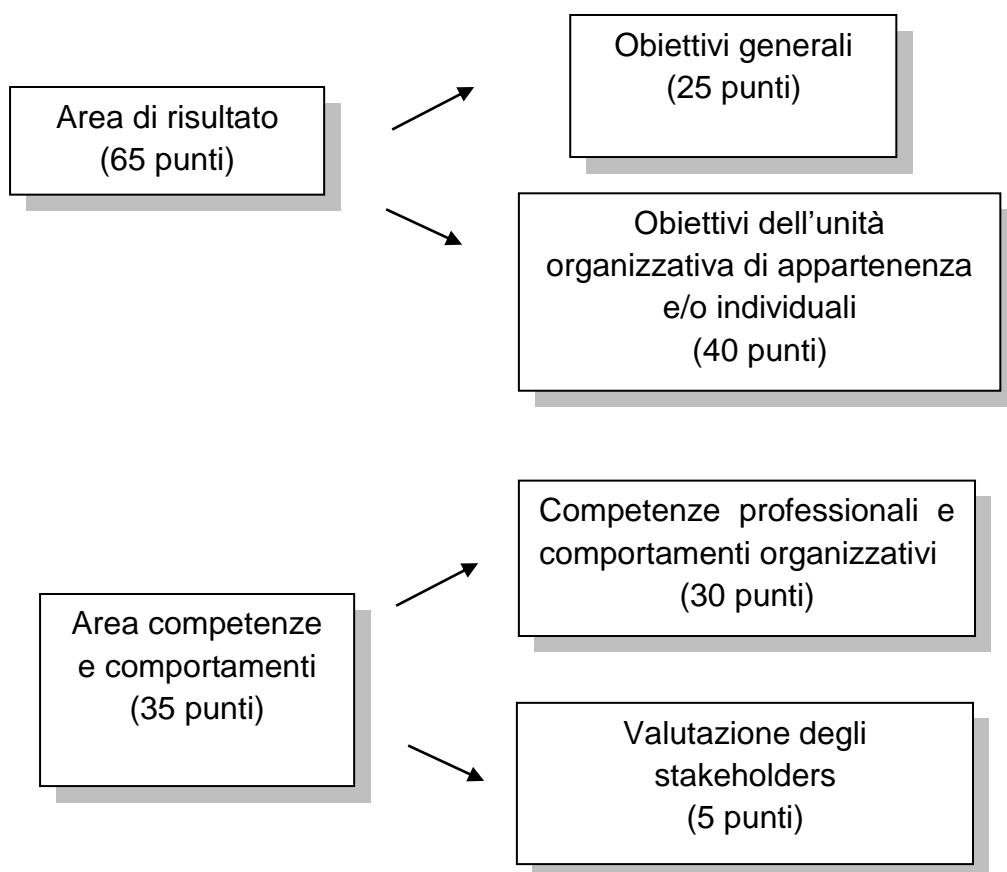 Area di risultato
(65 punti)
Obiettivi generali
(25 punti)
Obiettivi dell’unità
organizzativa di appartenenza
e/o individuali
(40 punti)
Area competenze
e comportamenti
(35 punti)
Competenze professionali e
comportamenti organizzativi
(30 punti)
Valutazione degli
stakeholders
(5 punti)